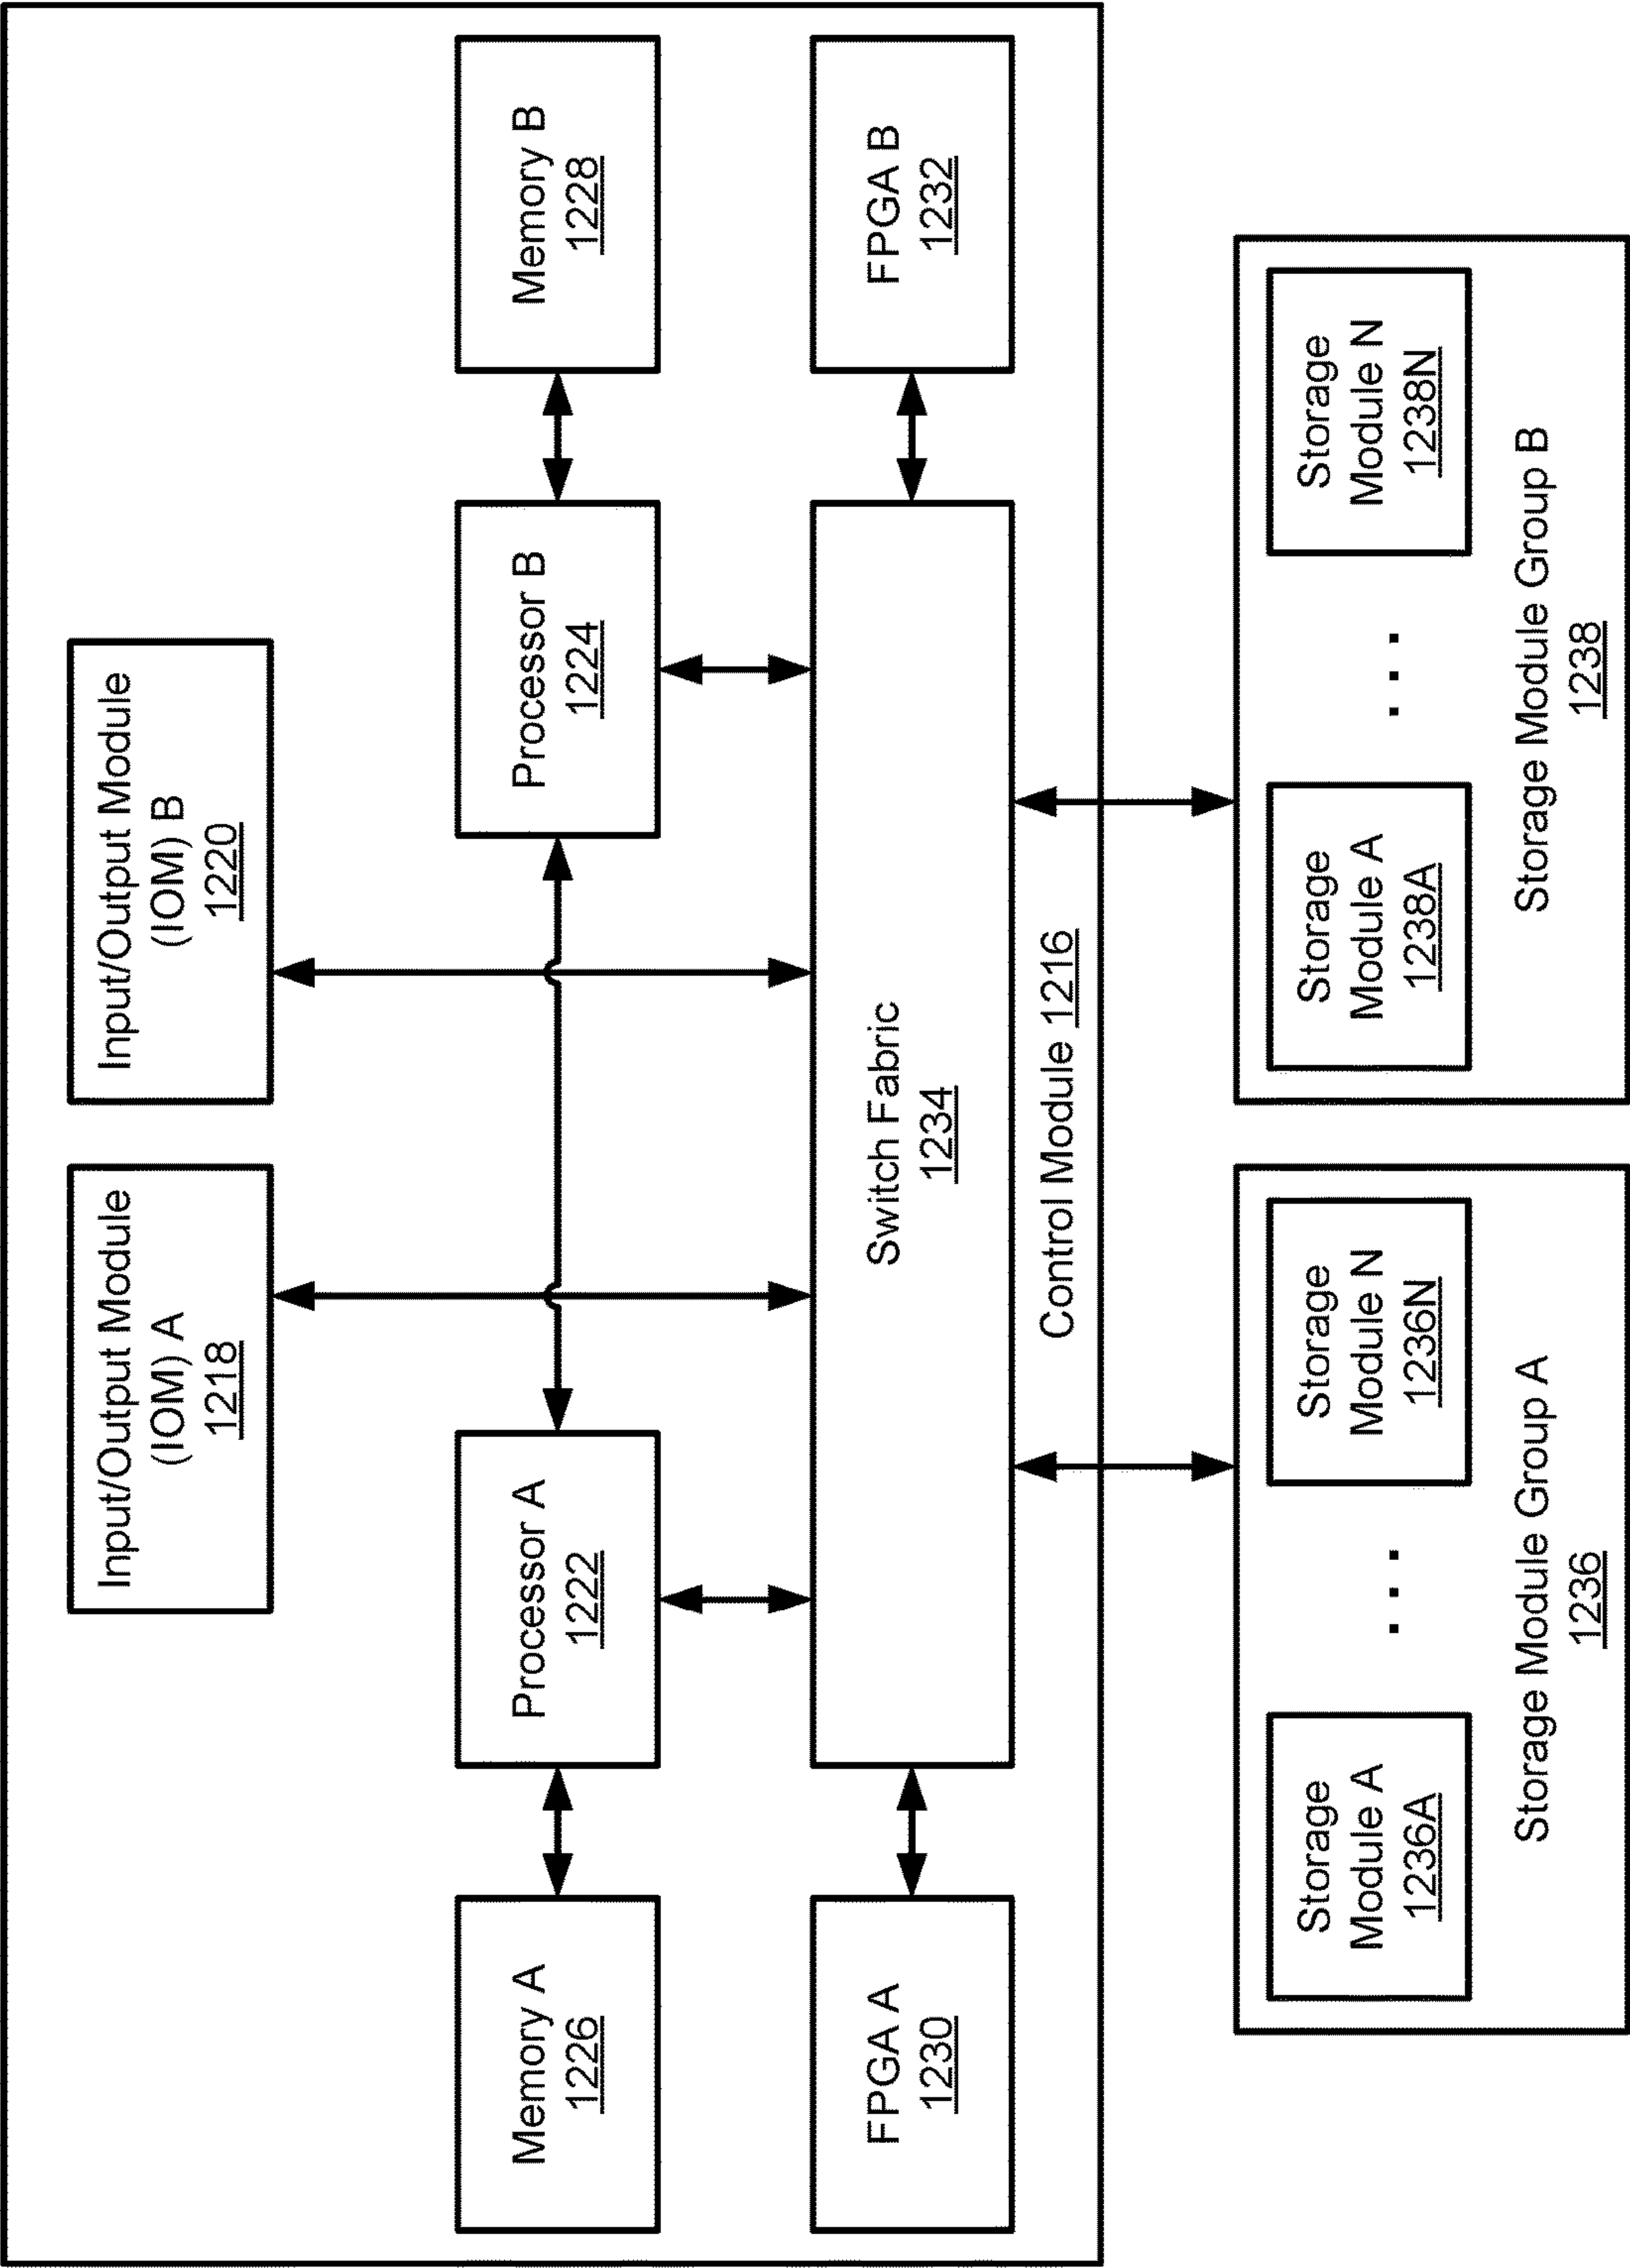 Input/Output Module
(IOM) A
1218
Input/Output Module
(IOM) B
1220
Memory A
1226
Processor A
1222
Processor B
1224
Memory B
1228
FPGA A
1230
Switch Fabric
1234
FPGA B
1232
Control Module 1216
Storage
Module A
1236A
. . .
Storage
Module N
1236N
Storage Module Group A
1236
Storage
Module A
1238A
. . .
Storage
Module N
1238N
Storage Module Group B
1238